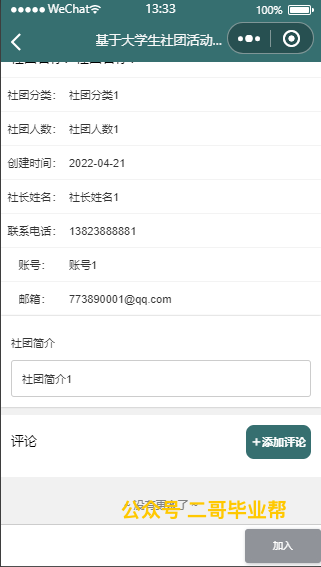 WeChat 13:33 100%
基于大学生社团活动...
社团分类： 社团分类1
社团人数： 社团人数1
创建时间： 2022-04-21
社长姓名： 社长姓名1
联系电话： 13823888881
账号： 账号1
邮箱： 773890001@qq.com
社团简介
社团简介1
评论
+添加评论
没有更多了
公众号 二哥毕业帮
加入